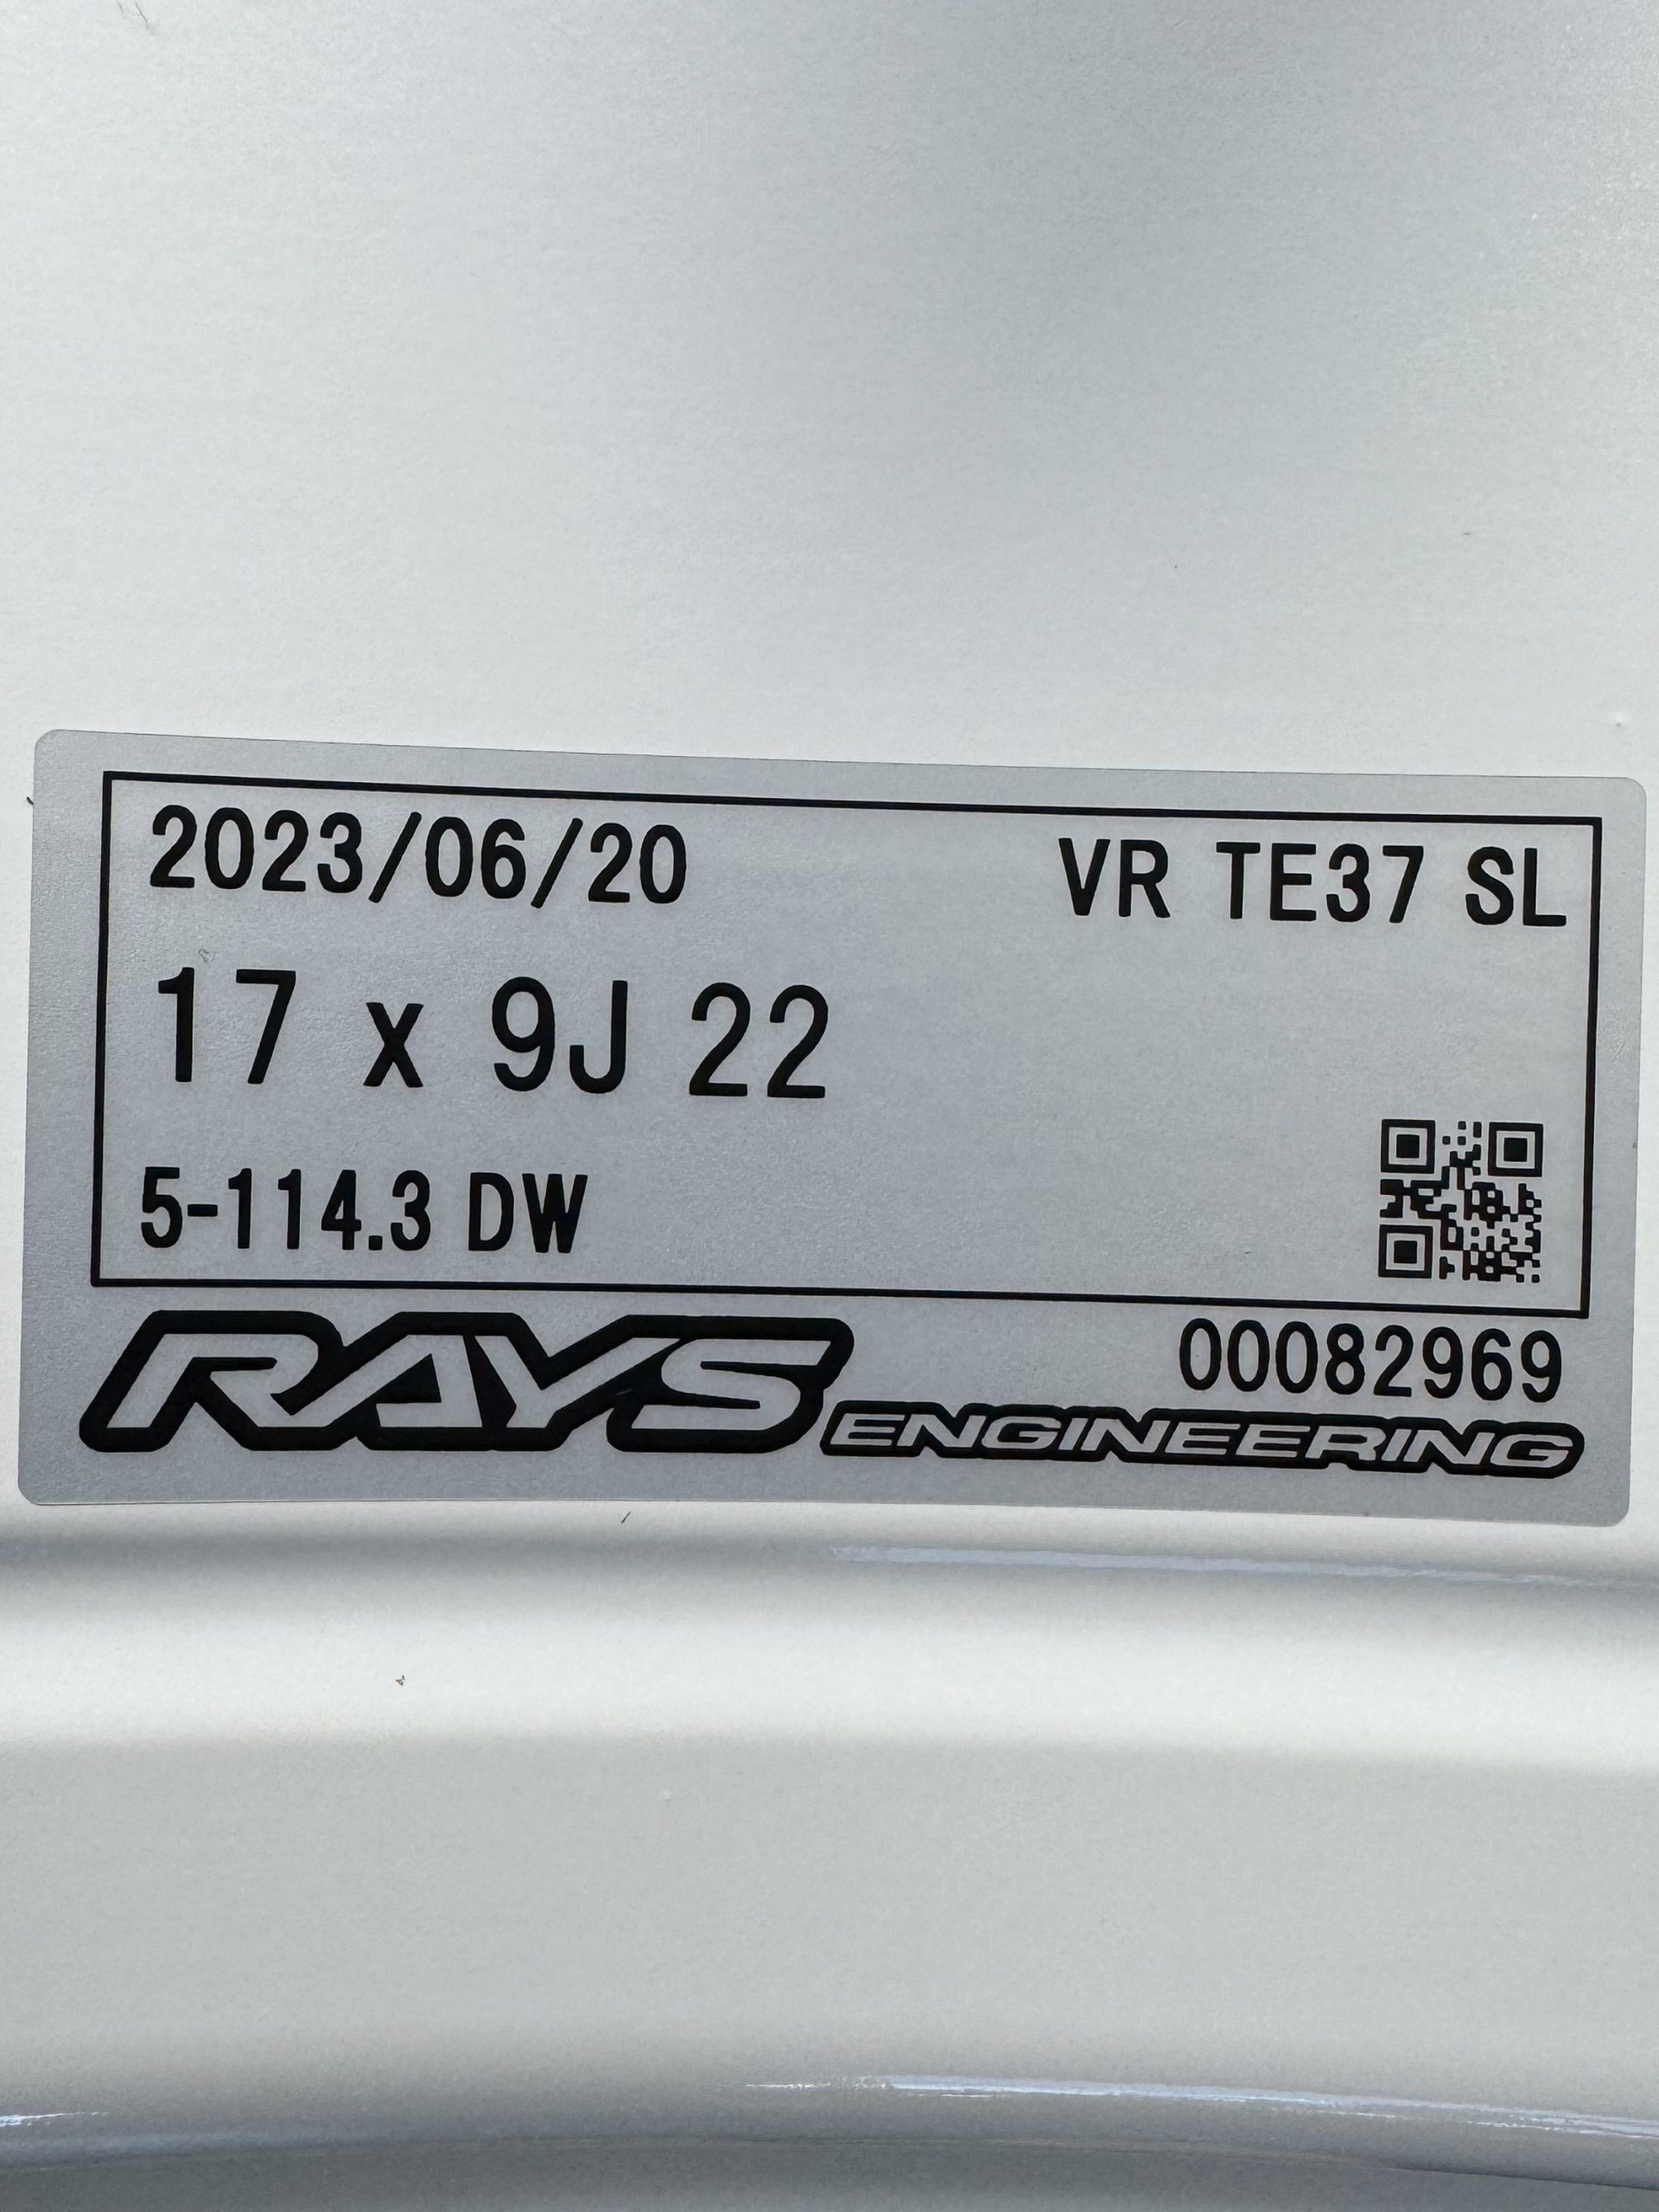 2023/06/20 VR TE37 SL
17 x 9J 22
5-114.3 DW
00082969
RAYS ENGINEERING